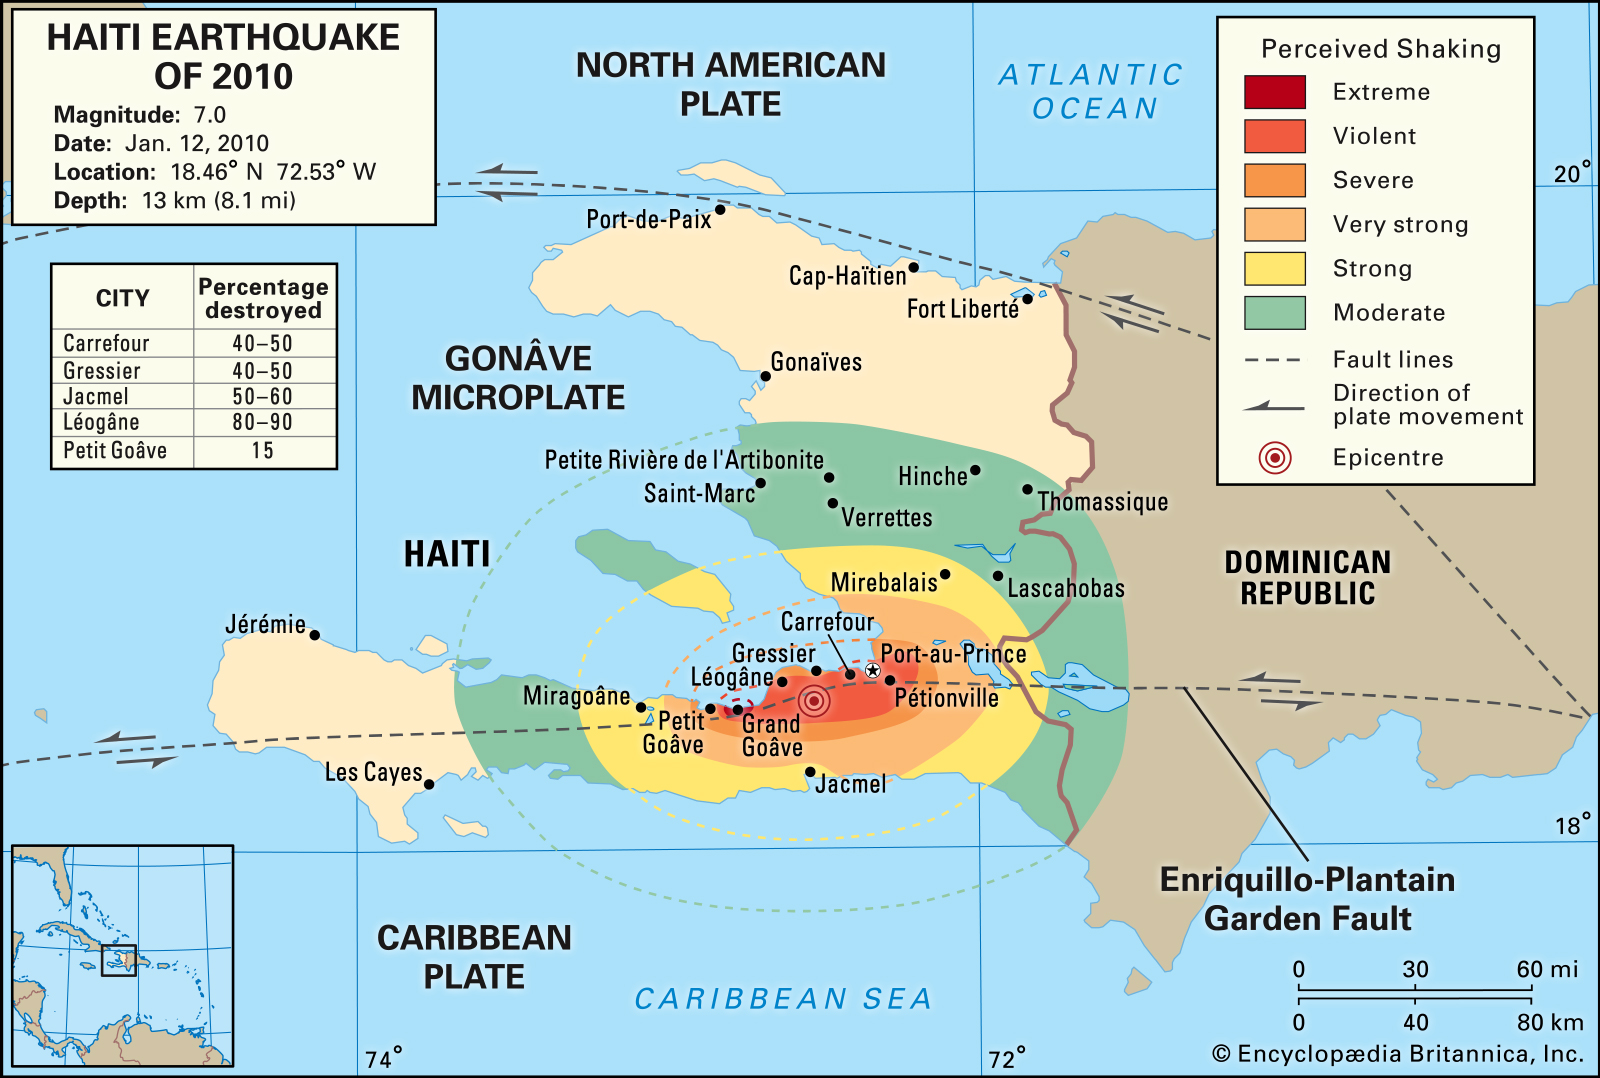 HAITI EARTHQUAKE
OF 2010
Magnitude: 7.0
Date: Jan. 12, 2010
Location: 18.46° N 72.53° W
Depth: 13 km (8.1 mi)
CITY
Percentage
destroyed
Carrefour 40–50
Gressier 40–50
Jacmel 50–60
Léogâne 80–90
Petit Goâve 15
NORTH AMERICAN
PLATE
ATLANTIC
OCEAN
Perceived Shaking
Extreme
Violent
Severe
Very strong
Strong
Moderate
Fault lines
Direction of
plate movement
Epicentre
20°
Port-de-Paix
Cap-Haïtien
Fort Liberté
GONÂVE
MICROPLATE
Gonaïves
Petite Rivière de l'Artibonite
Saint-Marc
Verrettes
Hinche
Thomassique
HAITI
DOMINICAN
REPUBLIC
Mirebalais
Lascahobas
Jérémie
Carrefour
Gressier
Port-au-Prince
Léogâne
Miragoâne
Pétionville
Petit
Goâve
Grand
Goâve
Les Cayes
Jacmel
18°
Enriquillo-Plantain
Garden Fault
CARIBBEAN
PLATE
CARIBBEAN SEA
0 30 60 mi
0 40 80 km
74°
72°
© Encyclopædia Britannica, Inc.